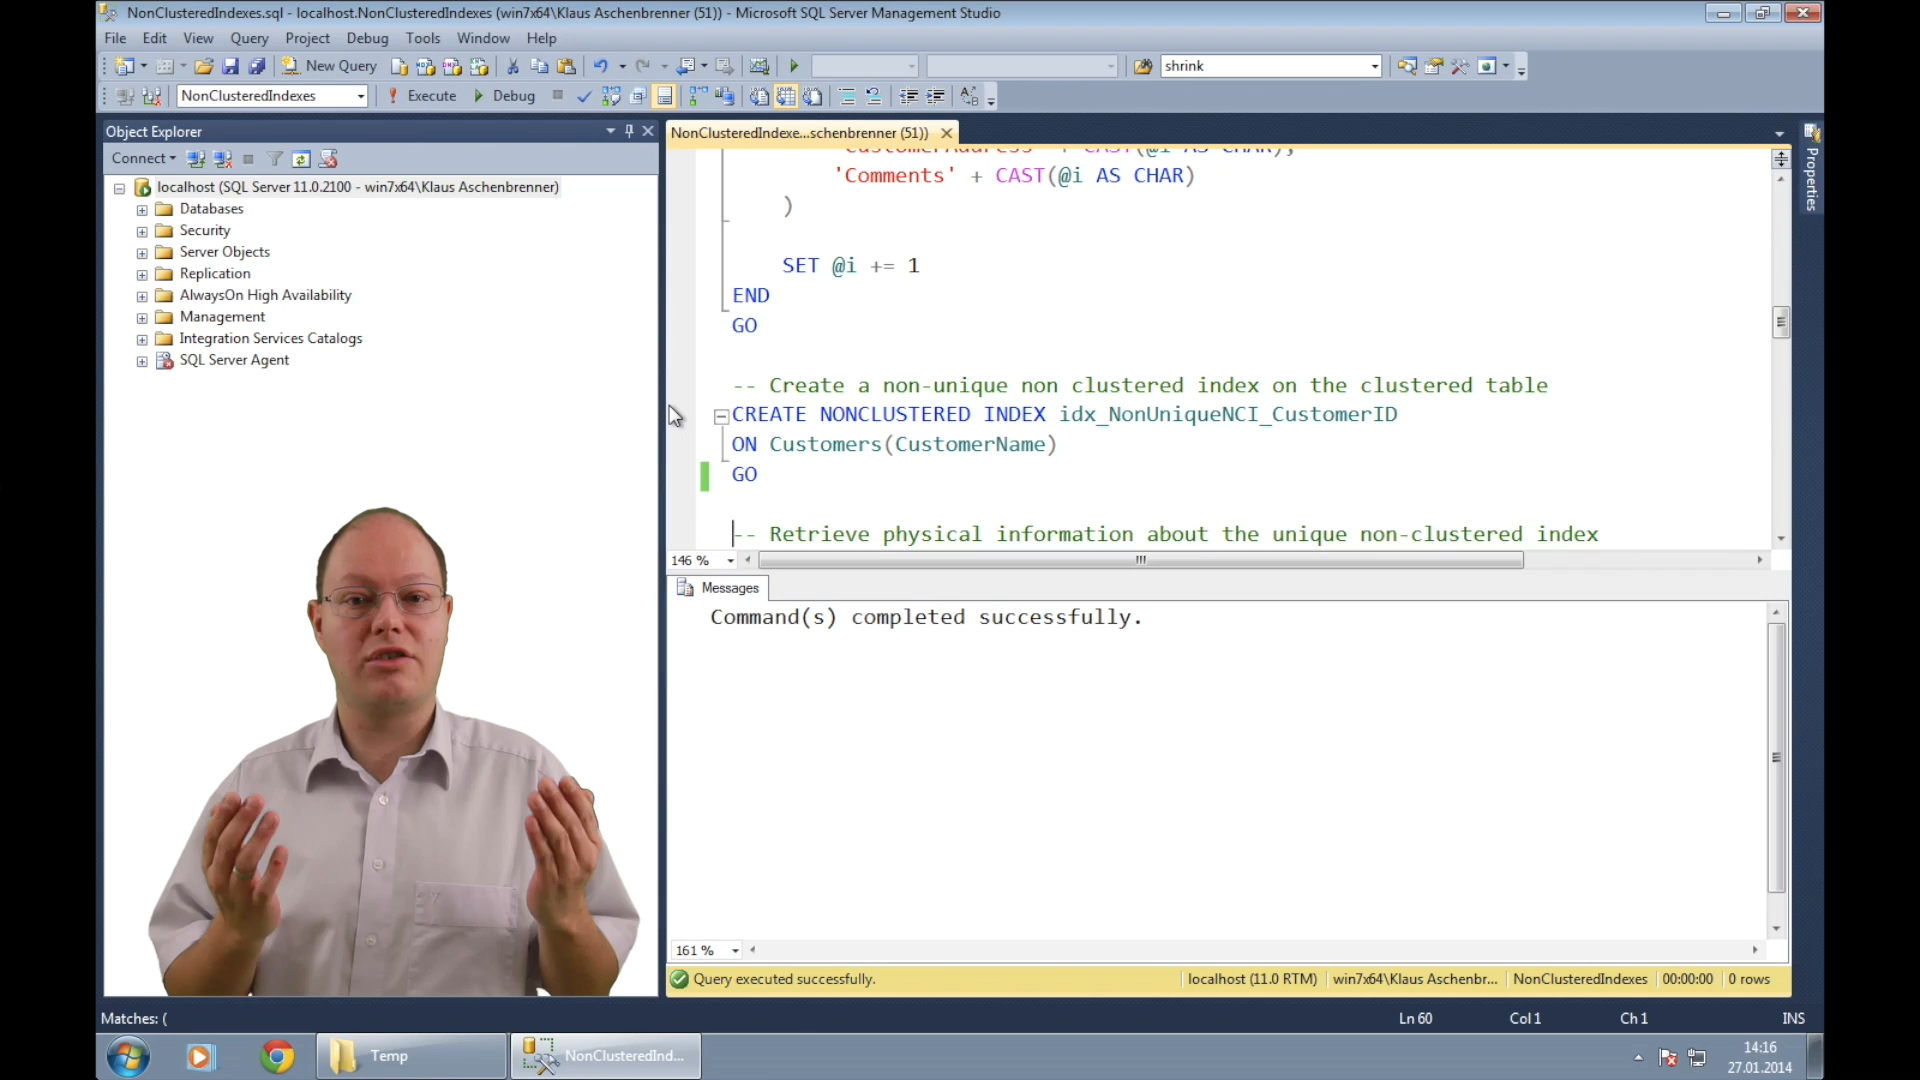 NonClusteredIndexes.sql - localhost.NonClusteredIndexes (win7x64\Klaus Aschenbrenner (51)) - Microsoft SQL Server Management Studio
File Edit View Query Project Debug Tools Window Help
New Query shrink
NonClusteredIndexes Execute Debug
Object Explorer
Connect
localhost (SQL Server 11.0.2100 - win7x64\Klaus Aschenbrenner)
Databases
Security
Server Objects
Replication
AlwaysOn High Availability
Management
Integration Services Catalogs
SQL Server Agent
NonClusteredIndexe...schenbrenner (51))
Properties
'CustomerAddress' + CAST(@i AS CHAR),
'Comments' + CAST(@i AS CHAR)
)
SET @i += 1
END
GO
-- Create a non-unique non clustered index on the clustered table
CREATE NONCLUSTERED INDEX idx_NonUniqueNCI_CustomerID
ON Customers(CustomerName)
GO
-- Retrieve physical information about the unique non-clustered index
146 %
Messages
Command(s) completed successfully.
161 %
Query executed successfully. localhost (11.0 RTM) win7x64\Klaus Aschenbr... NonClusteredIndexes 00:00:00 0 rows
Matches: ( Ln 60 Col 1 Ch 1 INS
Temp NonClusteredInd...
14:16
27.01.2014